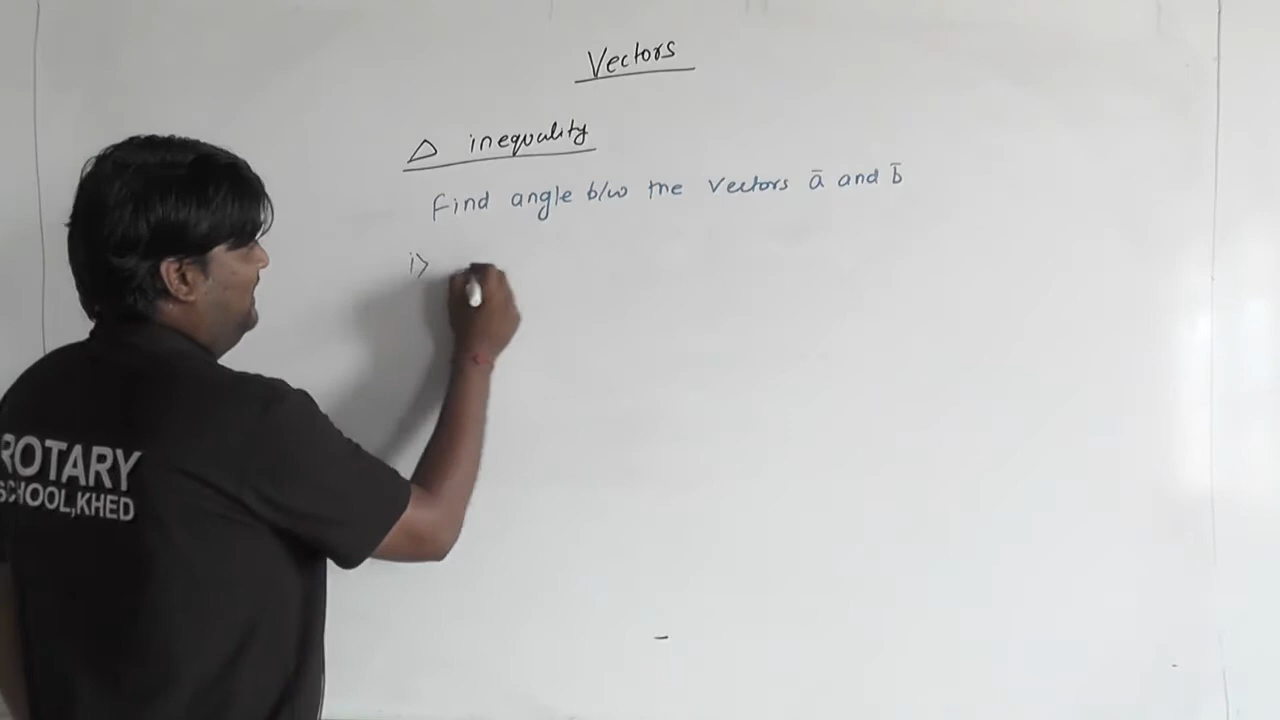 Vectors
△ inequality
Find angle b/w the vectors a̅ and b̅
i>
ROTARY
SCHOOL,KHED